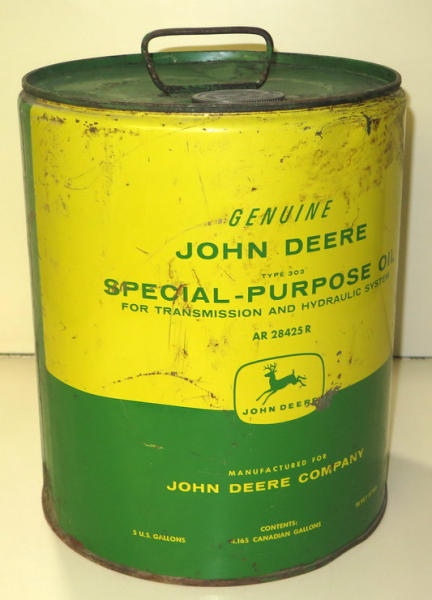 GENUINE
JOHN DEERE
TYPE 303
SPECIAL-PURPOSE OIL
FOR TRANSMISSION AND HYDRAULIC SYSTEM
AR 28425 R
JOHN DEERE
MANUFACTURED FOR
JOHN DEERE COMPANY
5 U.S. GALLONS
CONTENTS:
4.165 CANADIAN GALLONS